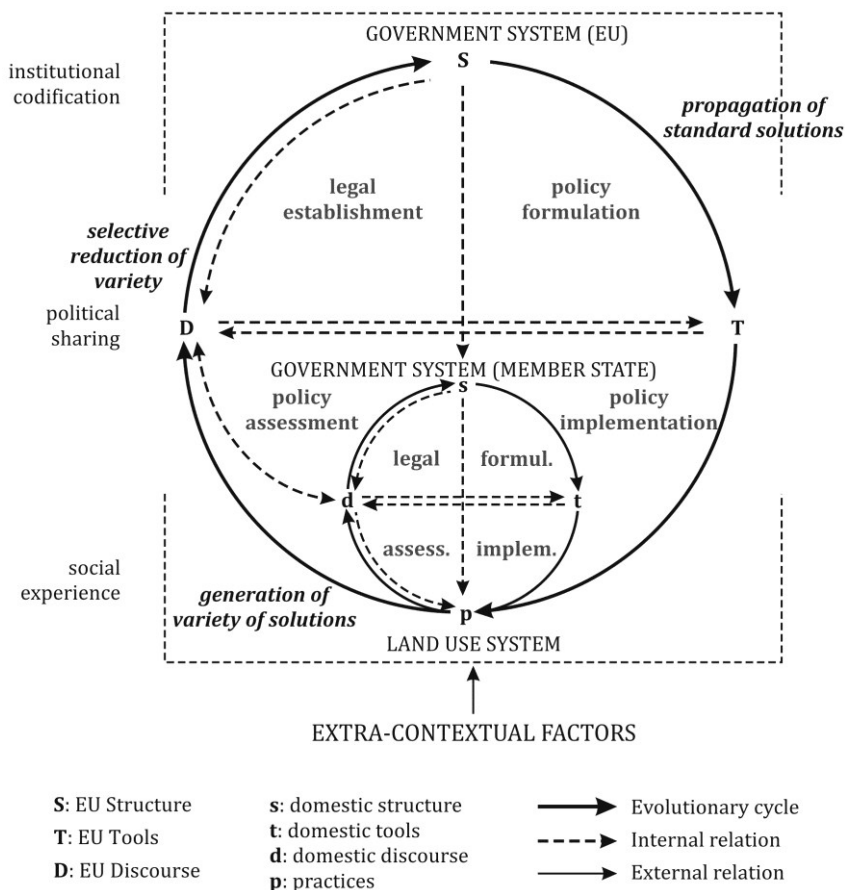 GOVERNMENT SYSTEM (EU)
S
institutional
codification
propagation of
standard solutions
legal
establishment
policy
formulation
selective
reduction of
variety
political
sharing
D
T
GOVERNMENT SYSTEM (MEMBER STATE)
s
policy
assessment
policy
implementation
legal
formul.
d
t
assess.
implem.
social
experience
generation of
variety of solutions
p
LAND USE SYSTEM
EXTRA-CONTEXTUAL FACTORS
S: EU Structure
T: EU Tools
D: EU Discourse
s: domestic structure
t: domestic tools
d: domestic discourse
p: practices
Evolutionary cycle
Internal relation
External relation